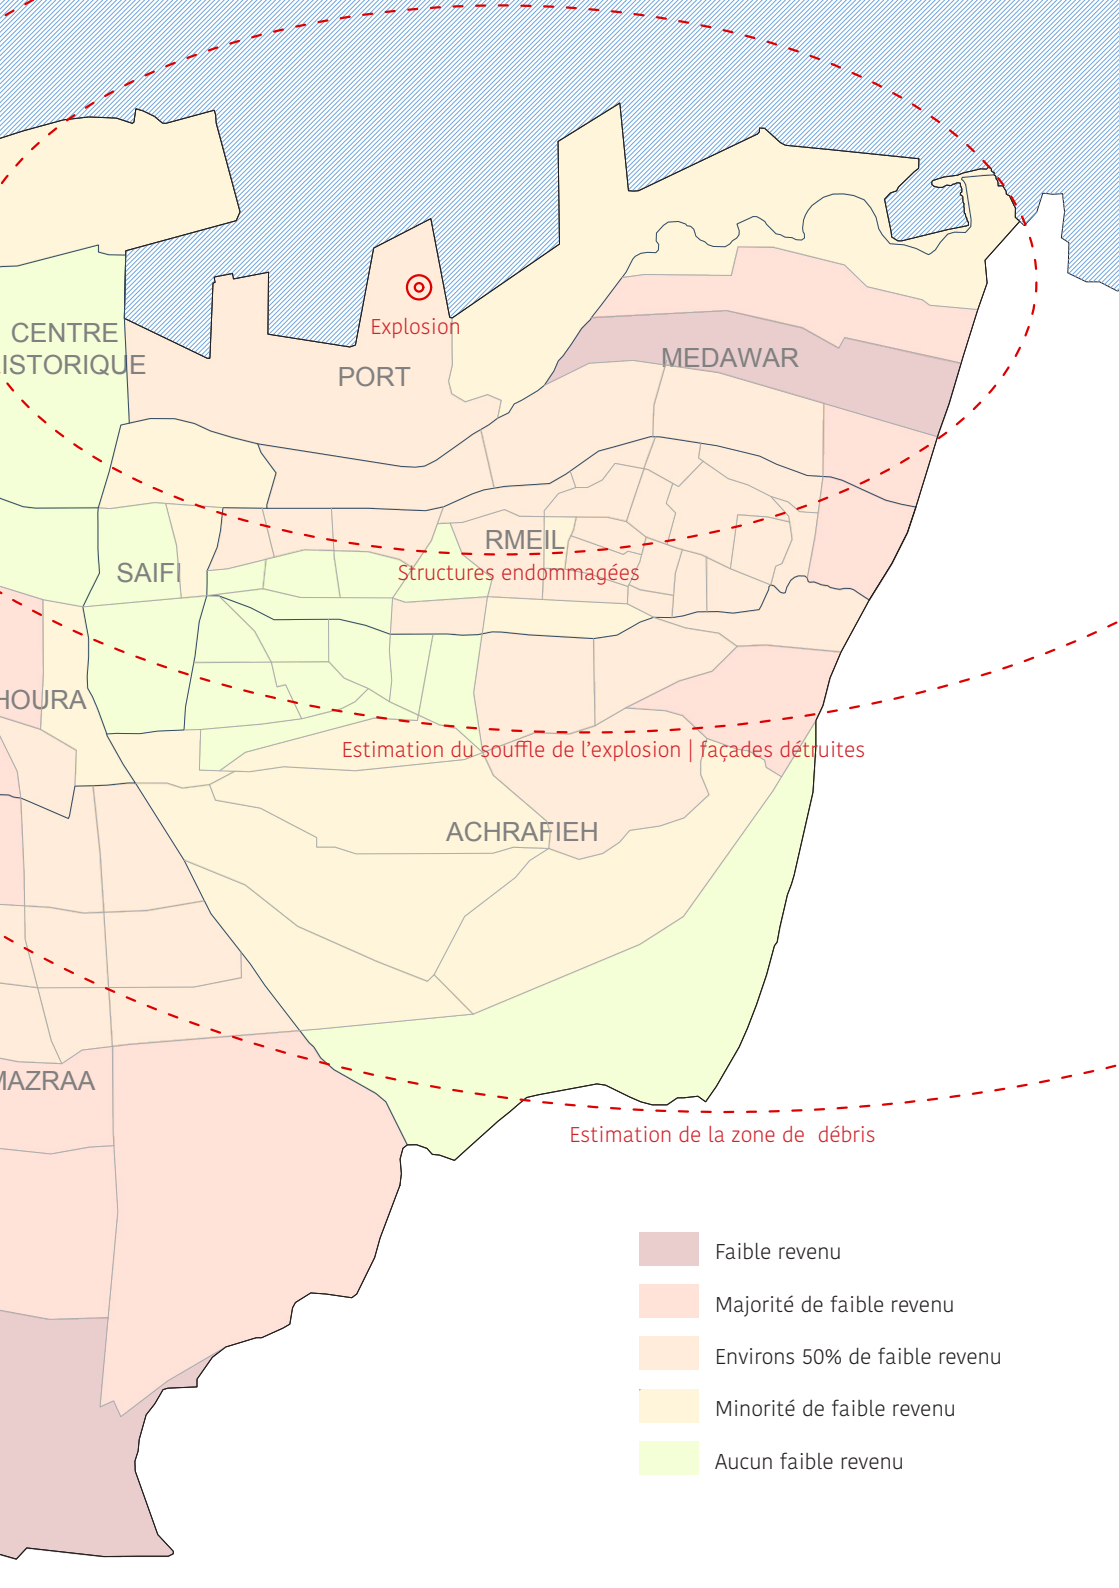 Explosion
CENTRE
ISTORIQUE
PORT
MEDAWAR
RMEIL
SAIFI
Structures endommagées
HOURA
Estimation du souffle de l'explosion | façades détruites
ACHRAFIEH
MAZRAA
Estimation de la zone de débris
Faible revenu
Majorité de faible revenu
Environs 50% de faible revenu
Minorité de faible revenu
Aucun faible revenu